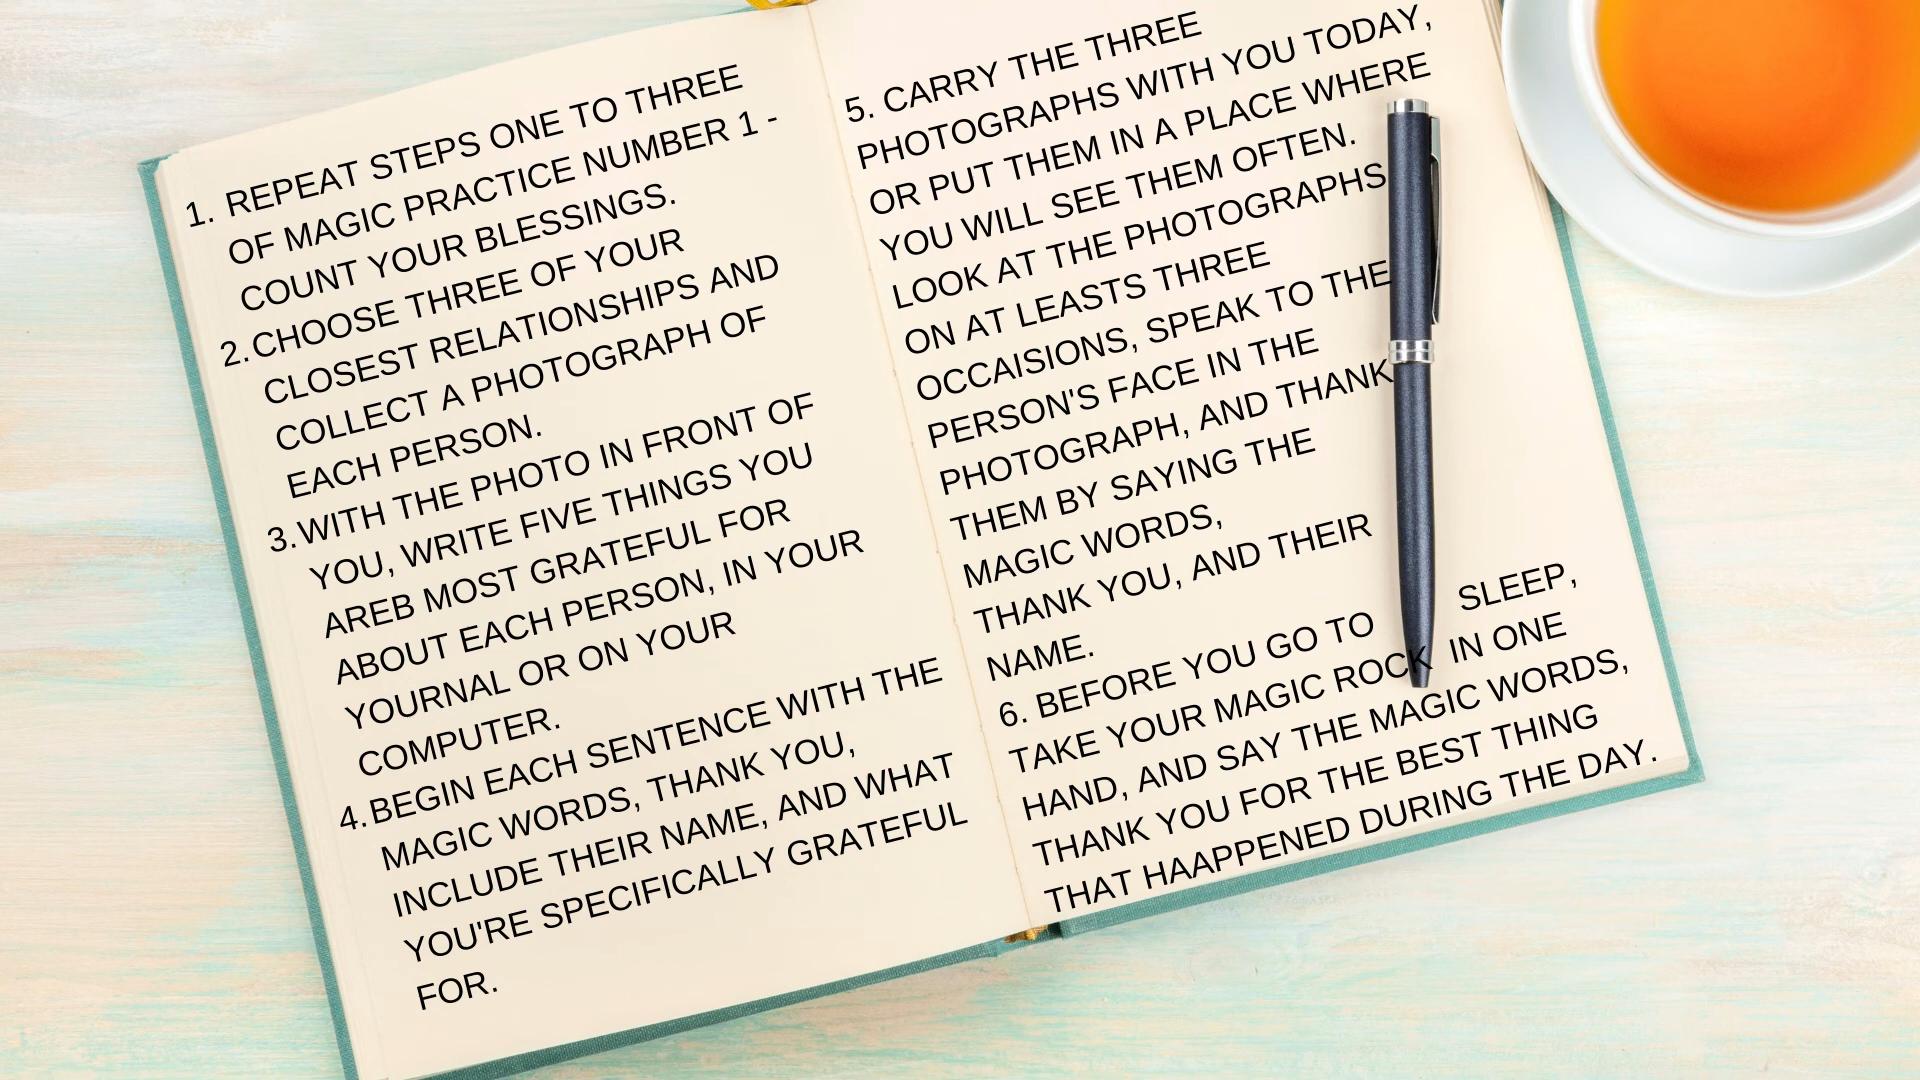 1. REPEAT STEPS ONE TO THREE
OF MAGIC PRACTICE NUMBER 1 -
COUNT YOUR BLESSINGS.
2. CHOOSE THREE OF YOUR
CLOSEST RELATIONSHIPS AND
COLLECT A PHOTOGRAPH OF
EACH PERSON.
3. WITH THE PHOTO IN FRONT OF
YOU, WRITE FIVE THINGS YOU
AREB MOST GRATEFUL FOR
ABOUT EACH PERSON, IN YOUR
YOURNAL OR ON YOUR
COMPUTER.
4. BEGIN EACH SENTENCE WITH THE
MAGIC WORDS, THANK YOU,
INCLUDE THEIR NAME, AND WHAT
YOU'RE SPECIFICALLY GRATEFUL
FOR.
5. CARRY THE THREE
PHOTOGRAPHS WITH YOU TODAY,
OR PUT THEM IN A PLACE WHERE
YOU WILL SEE THEM OFTEN.
LOOK AT THE PHOTOGRAPHS
ON AT LEASTS THREE
OCCAISIONS, SPEAK TO THE
PERSON'S FACE IN THE
PHOTOGRAPH, AND THANK
THEM BY SAYING THE
MAGIC WORDS,
THANK YOU, AND THEIR
NAME.
6. BEFORE YOU GO TO SLEEP,
TAKE YOUR MAGIC ROCK IN ONE
HAND, AND SAY THE MAGIC WORDS,
THANK YOU FOR THE BEST THING
THAT HAAPPENED DURING THE DAY.